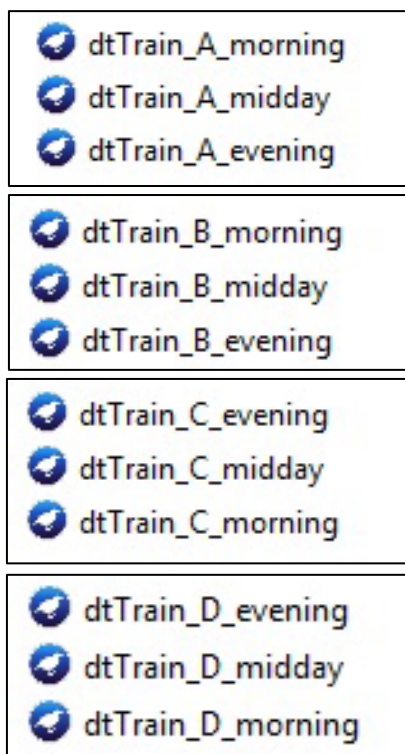 dtTrain_A_morning
dtTrain_A_midday
dtTrain_A_evening
dtTrain_B_morning
dtTrain_B_midday
dtTrain_B_evening
dtTrain_C_evening
dtTrain_C_midday
dtTrain_C_morning
dtTrain_D_evening
dtTrain_D_midday
dtTrain_D_morning